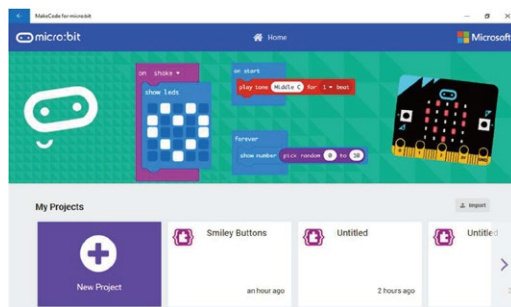 MakeCode for micro:bit
micro:bit
Home
Microsoft
on shake
show leds
on start
play tone Middle C for 1 beat
forever
show number pick random 0 to
My Projects
Import
New Project
Smiley Buttons
an hour ago
Untitled
2 hours ago
Untitled